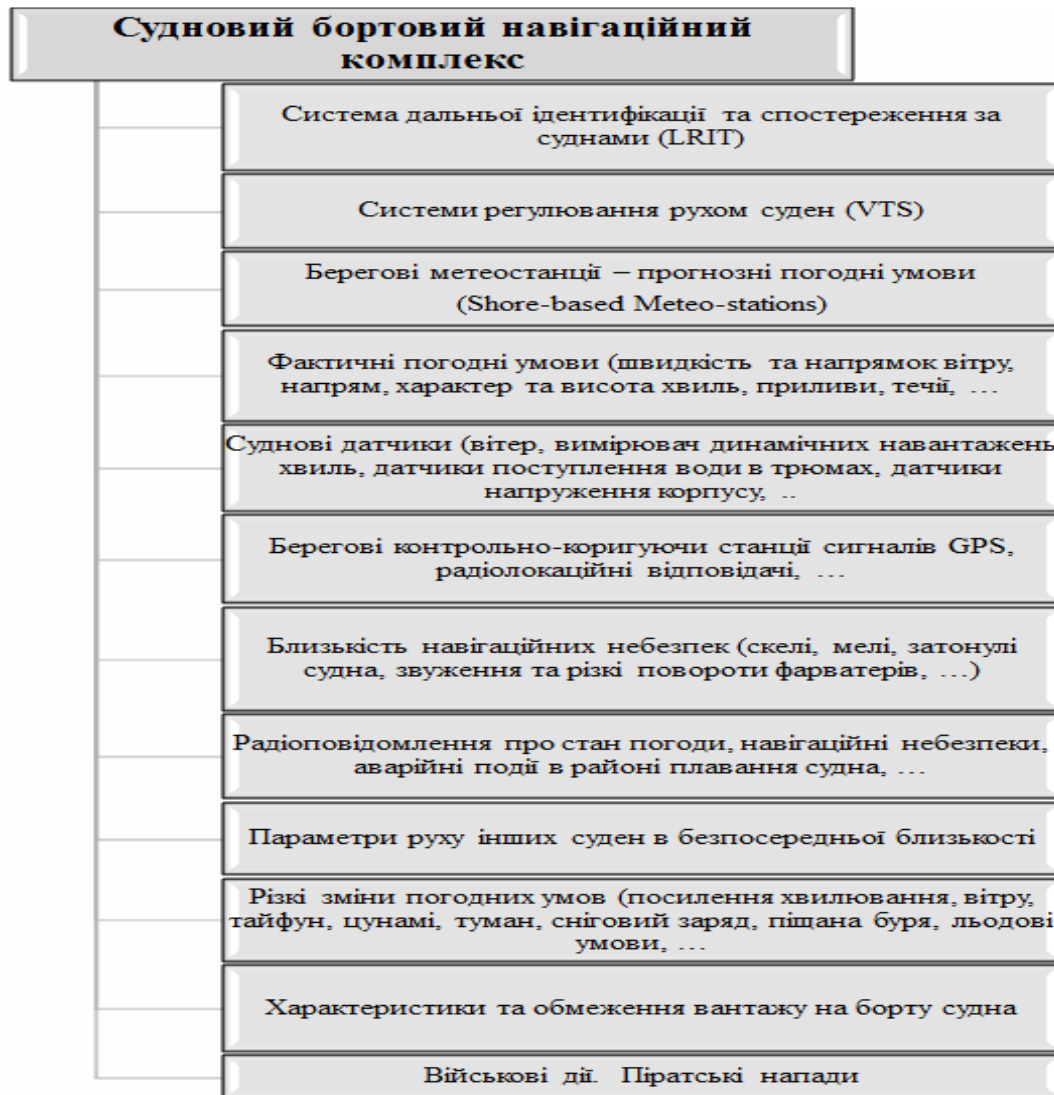 Судновий бортовий навігаційний
комплекс
Система дальньої ідентифікації та спостереження за
суднами (LRIT)
Системи регулювання рухом суден (VTS)
Берегові метеостанції – прогнозні погодні умови
(Shore-based Meteo-stations)
Фактичні погодні умови (швидкість та напрямок вітру,
напрям, характер та висота хвиль, приливи, течії, …
Суднові датчики (вітер, вимірювач динамічних навантажень
хвиль, датчики поступлення води в трюмах, датчики
напруження корпусу, ..
Берегові контрольно-коригуючи станції сигналів GPS,
радіолокаційні відповідачі, …
Близькість навігаційних небезпек (скелі, мелі, затонулі
судна, звуження та різкі повороти фарватерів, …)
Радіоповідомлення про стан погоди, навігаційні небезпеки,
аварійні події в районі плавання судна, …
Параметри руху інших суден в безпосередньої близькості
Різкі зміни погодних умов (посилення хвилювання, вітру,
тайфун, цунамі, туман, сніговий заряд, піщана буря, льодові
умови, …
Характеристики та обмеження вантажу на борту судна
Військові дії. Піратські напади